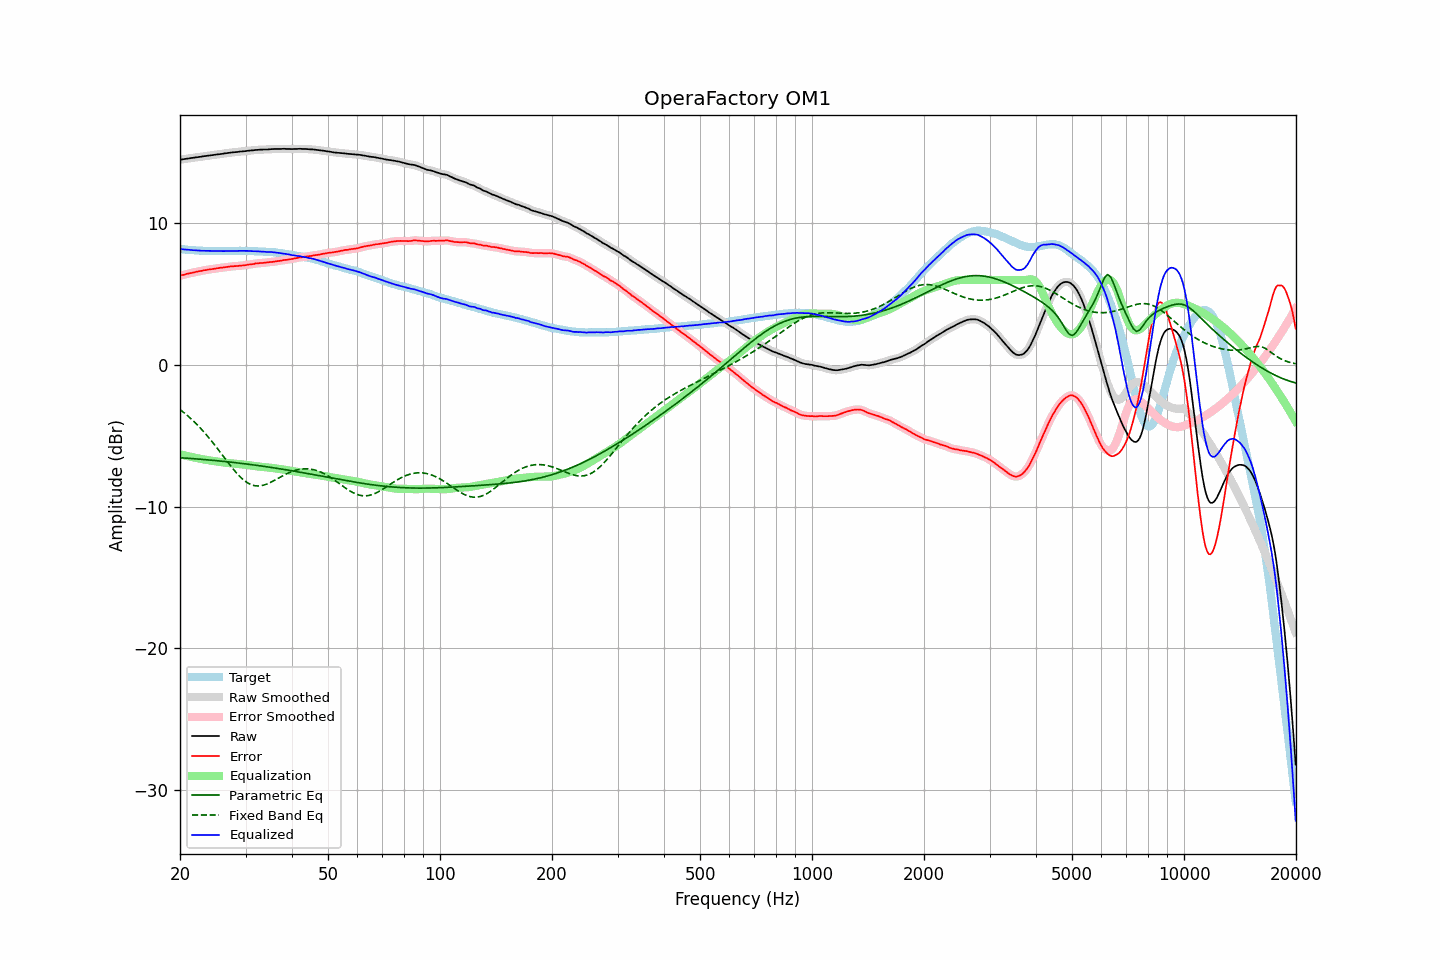 OperaFactory OM1
Amplitude (dBr)
10
0
−10
−20
−30
Target
Raw Smoothed
Error Smoothed
Raw
Error
Equalization
Parametric Eq
Fixed Band Eq
Equalized
20 50 100 200 500 1000 2000 5000 10000 20000
Frequency (Hz)